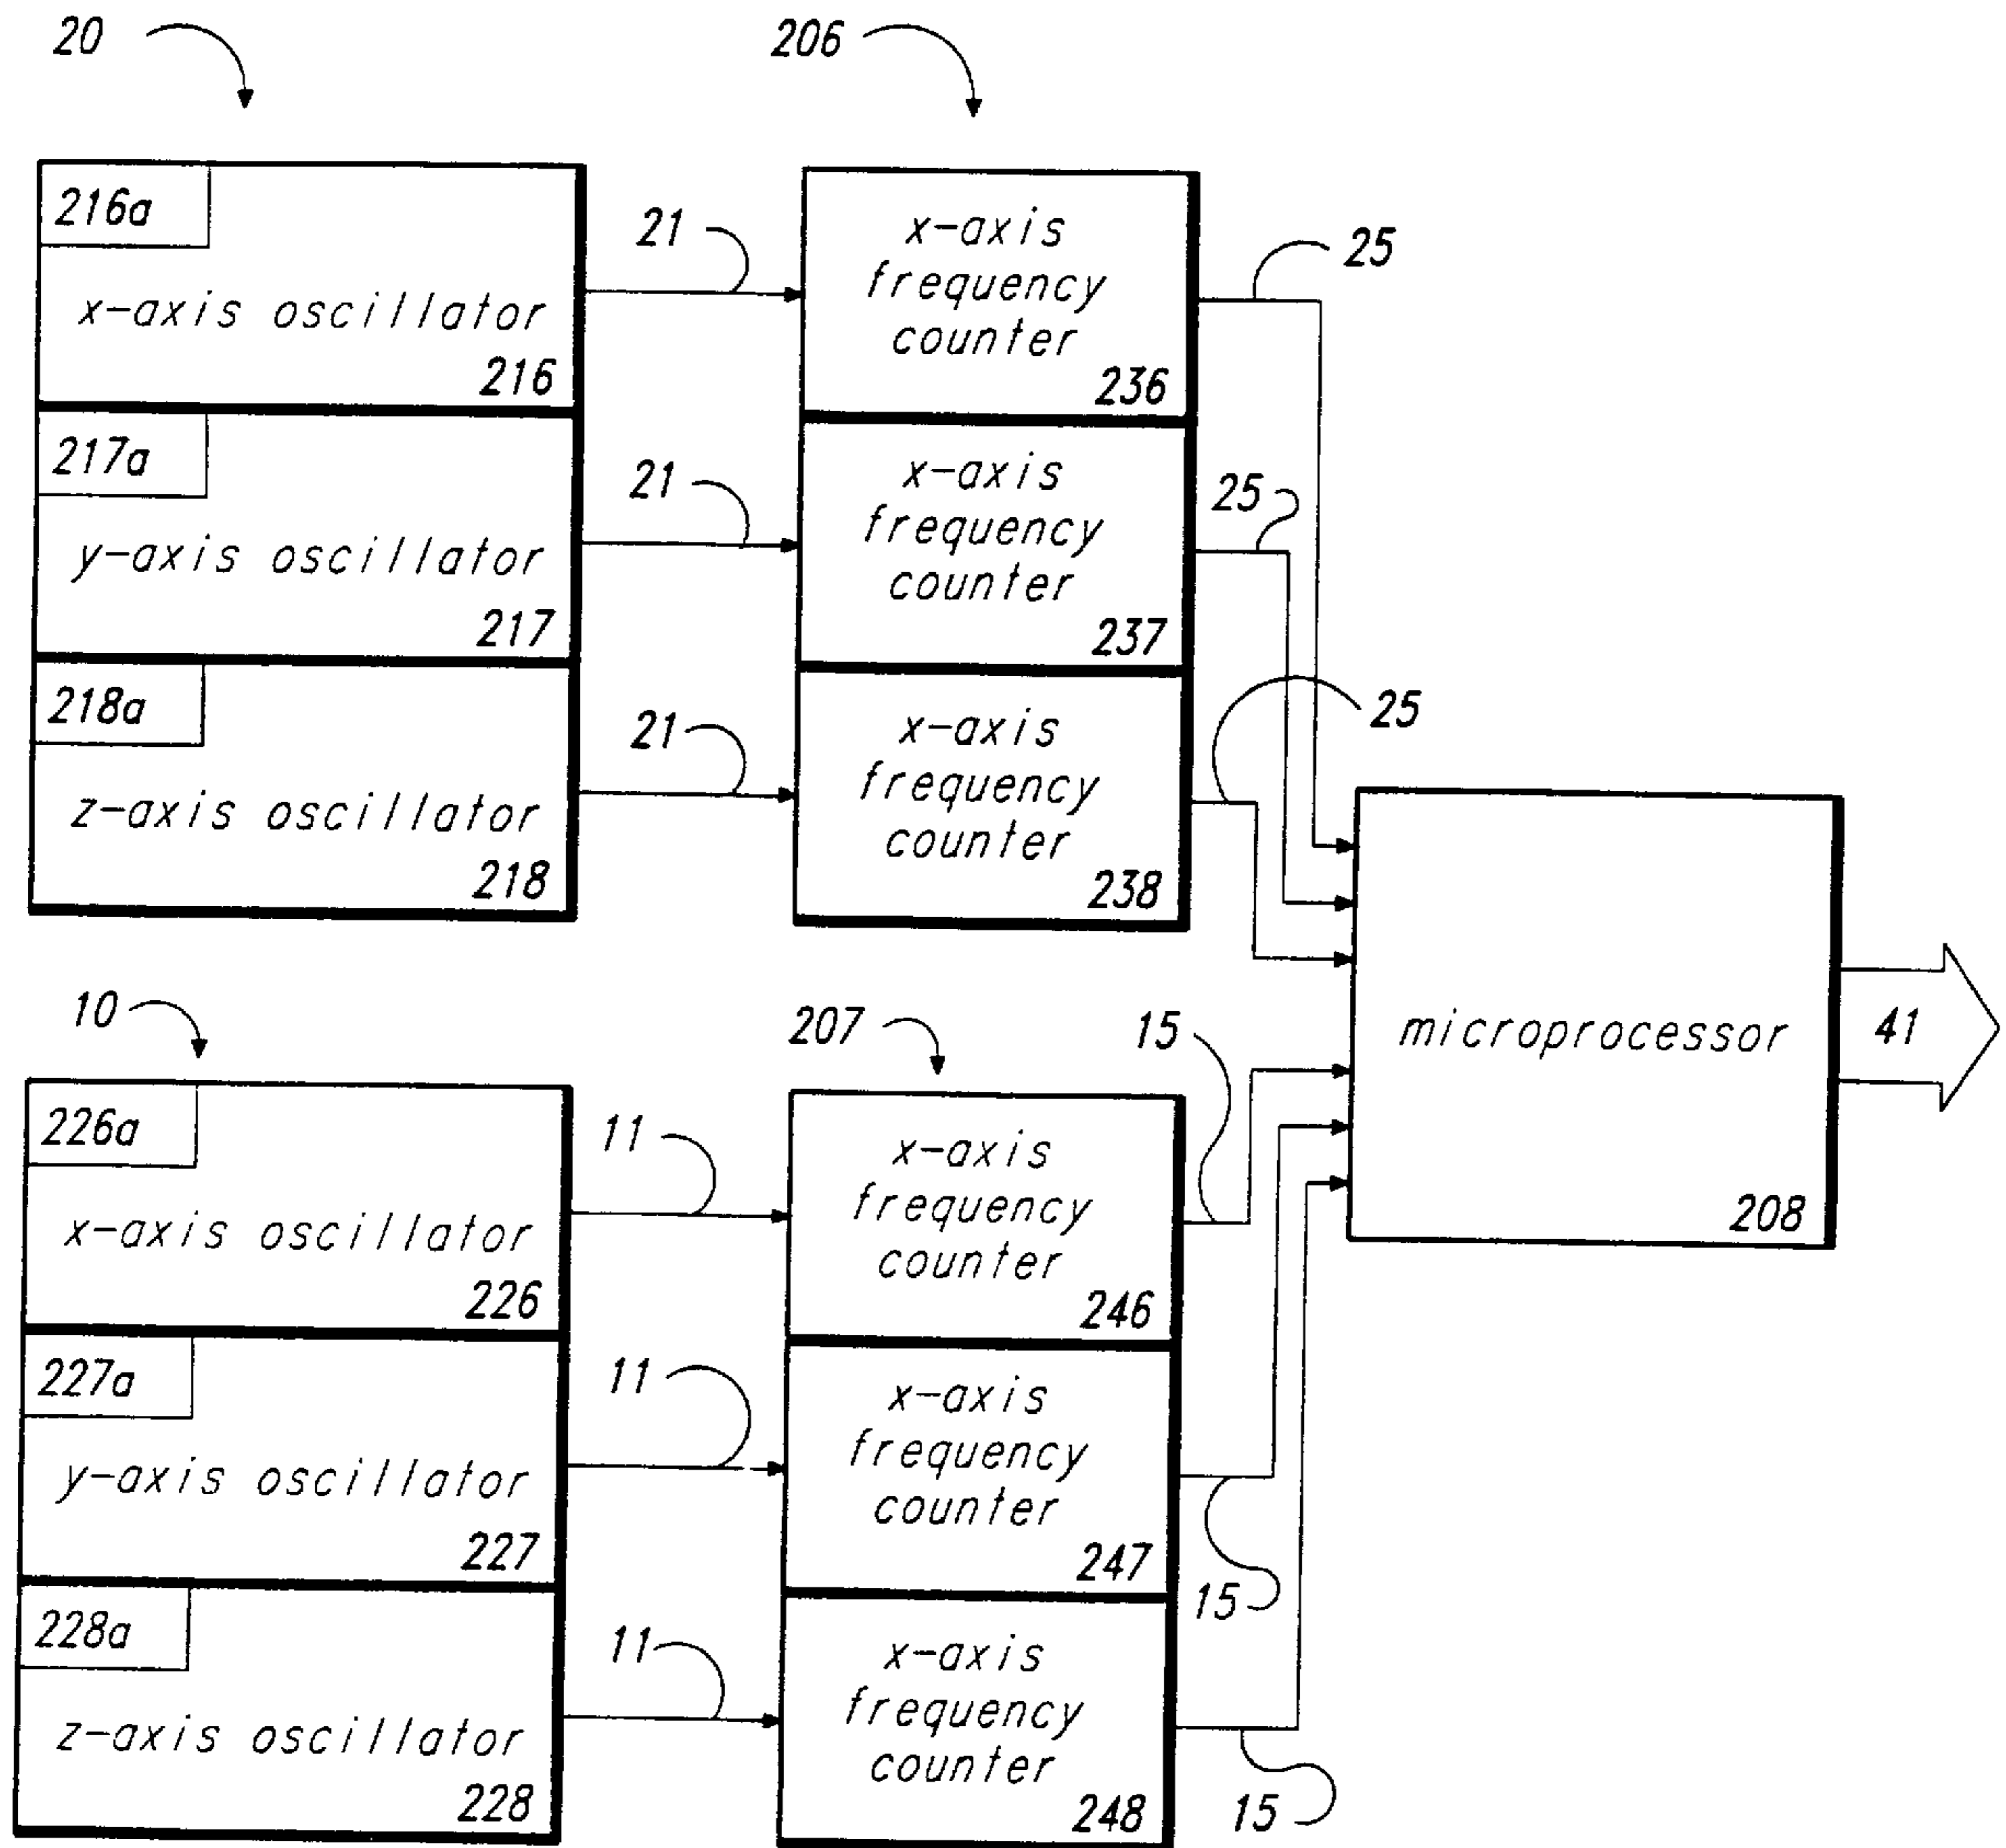 20
206
216a
x-axis oscillator
216
21
x-axis
frequency
counter
236
25
217a
y-axis oscillator
217
21
x-axis
frequency
counter
237
25
218a
z-axis oscillator
218
21
x-axis
frequency
counter
238
25
microprocessor
208
41
10
207
226a
x-axis oscillator
226
11
x-axis
frequency
counter
246
15
227a
y-axis oscillator
227
11
x-axis
frequency
counter
247
15
228a
z-axis oscillator
228
11
x-axis
frequency
counter
248
15